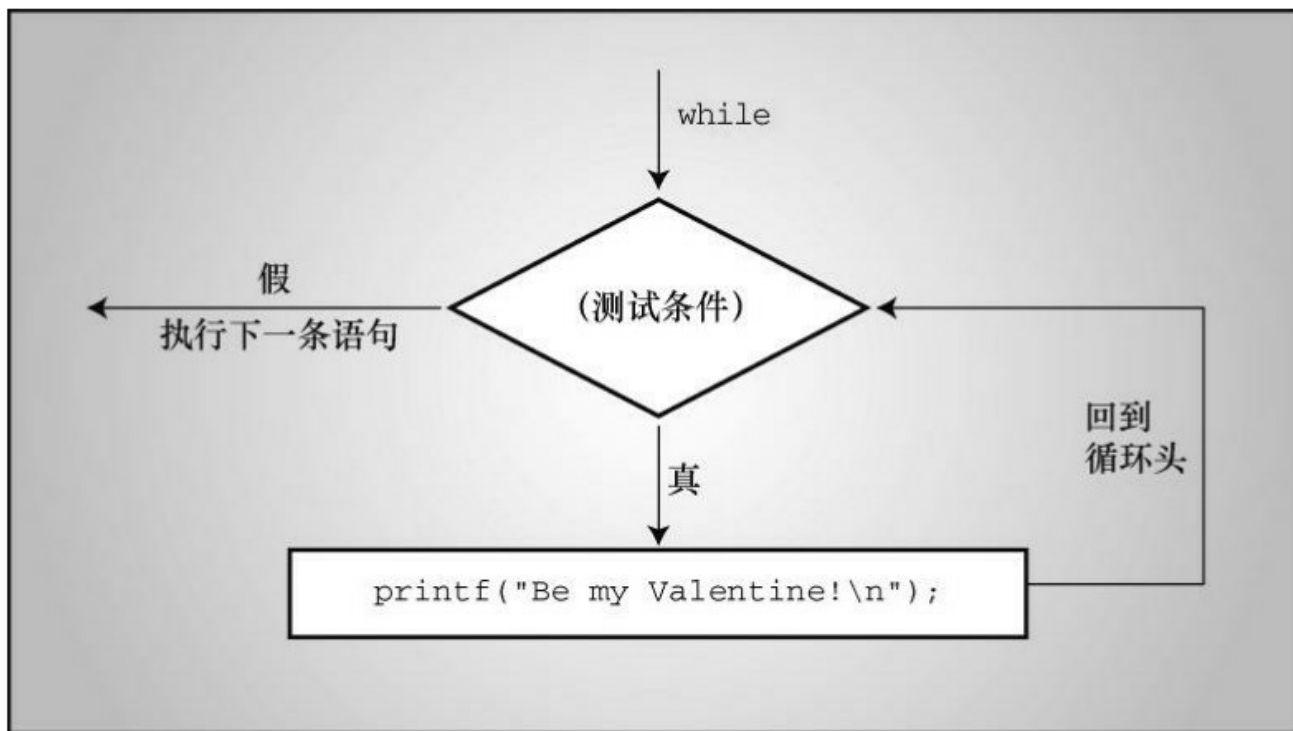 while
假
执行下一条语句
(测试条件)
真
回到
循环头
printf("Be my Valentine!\n");